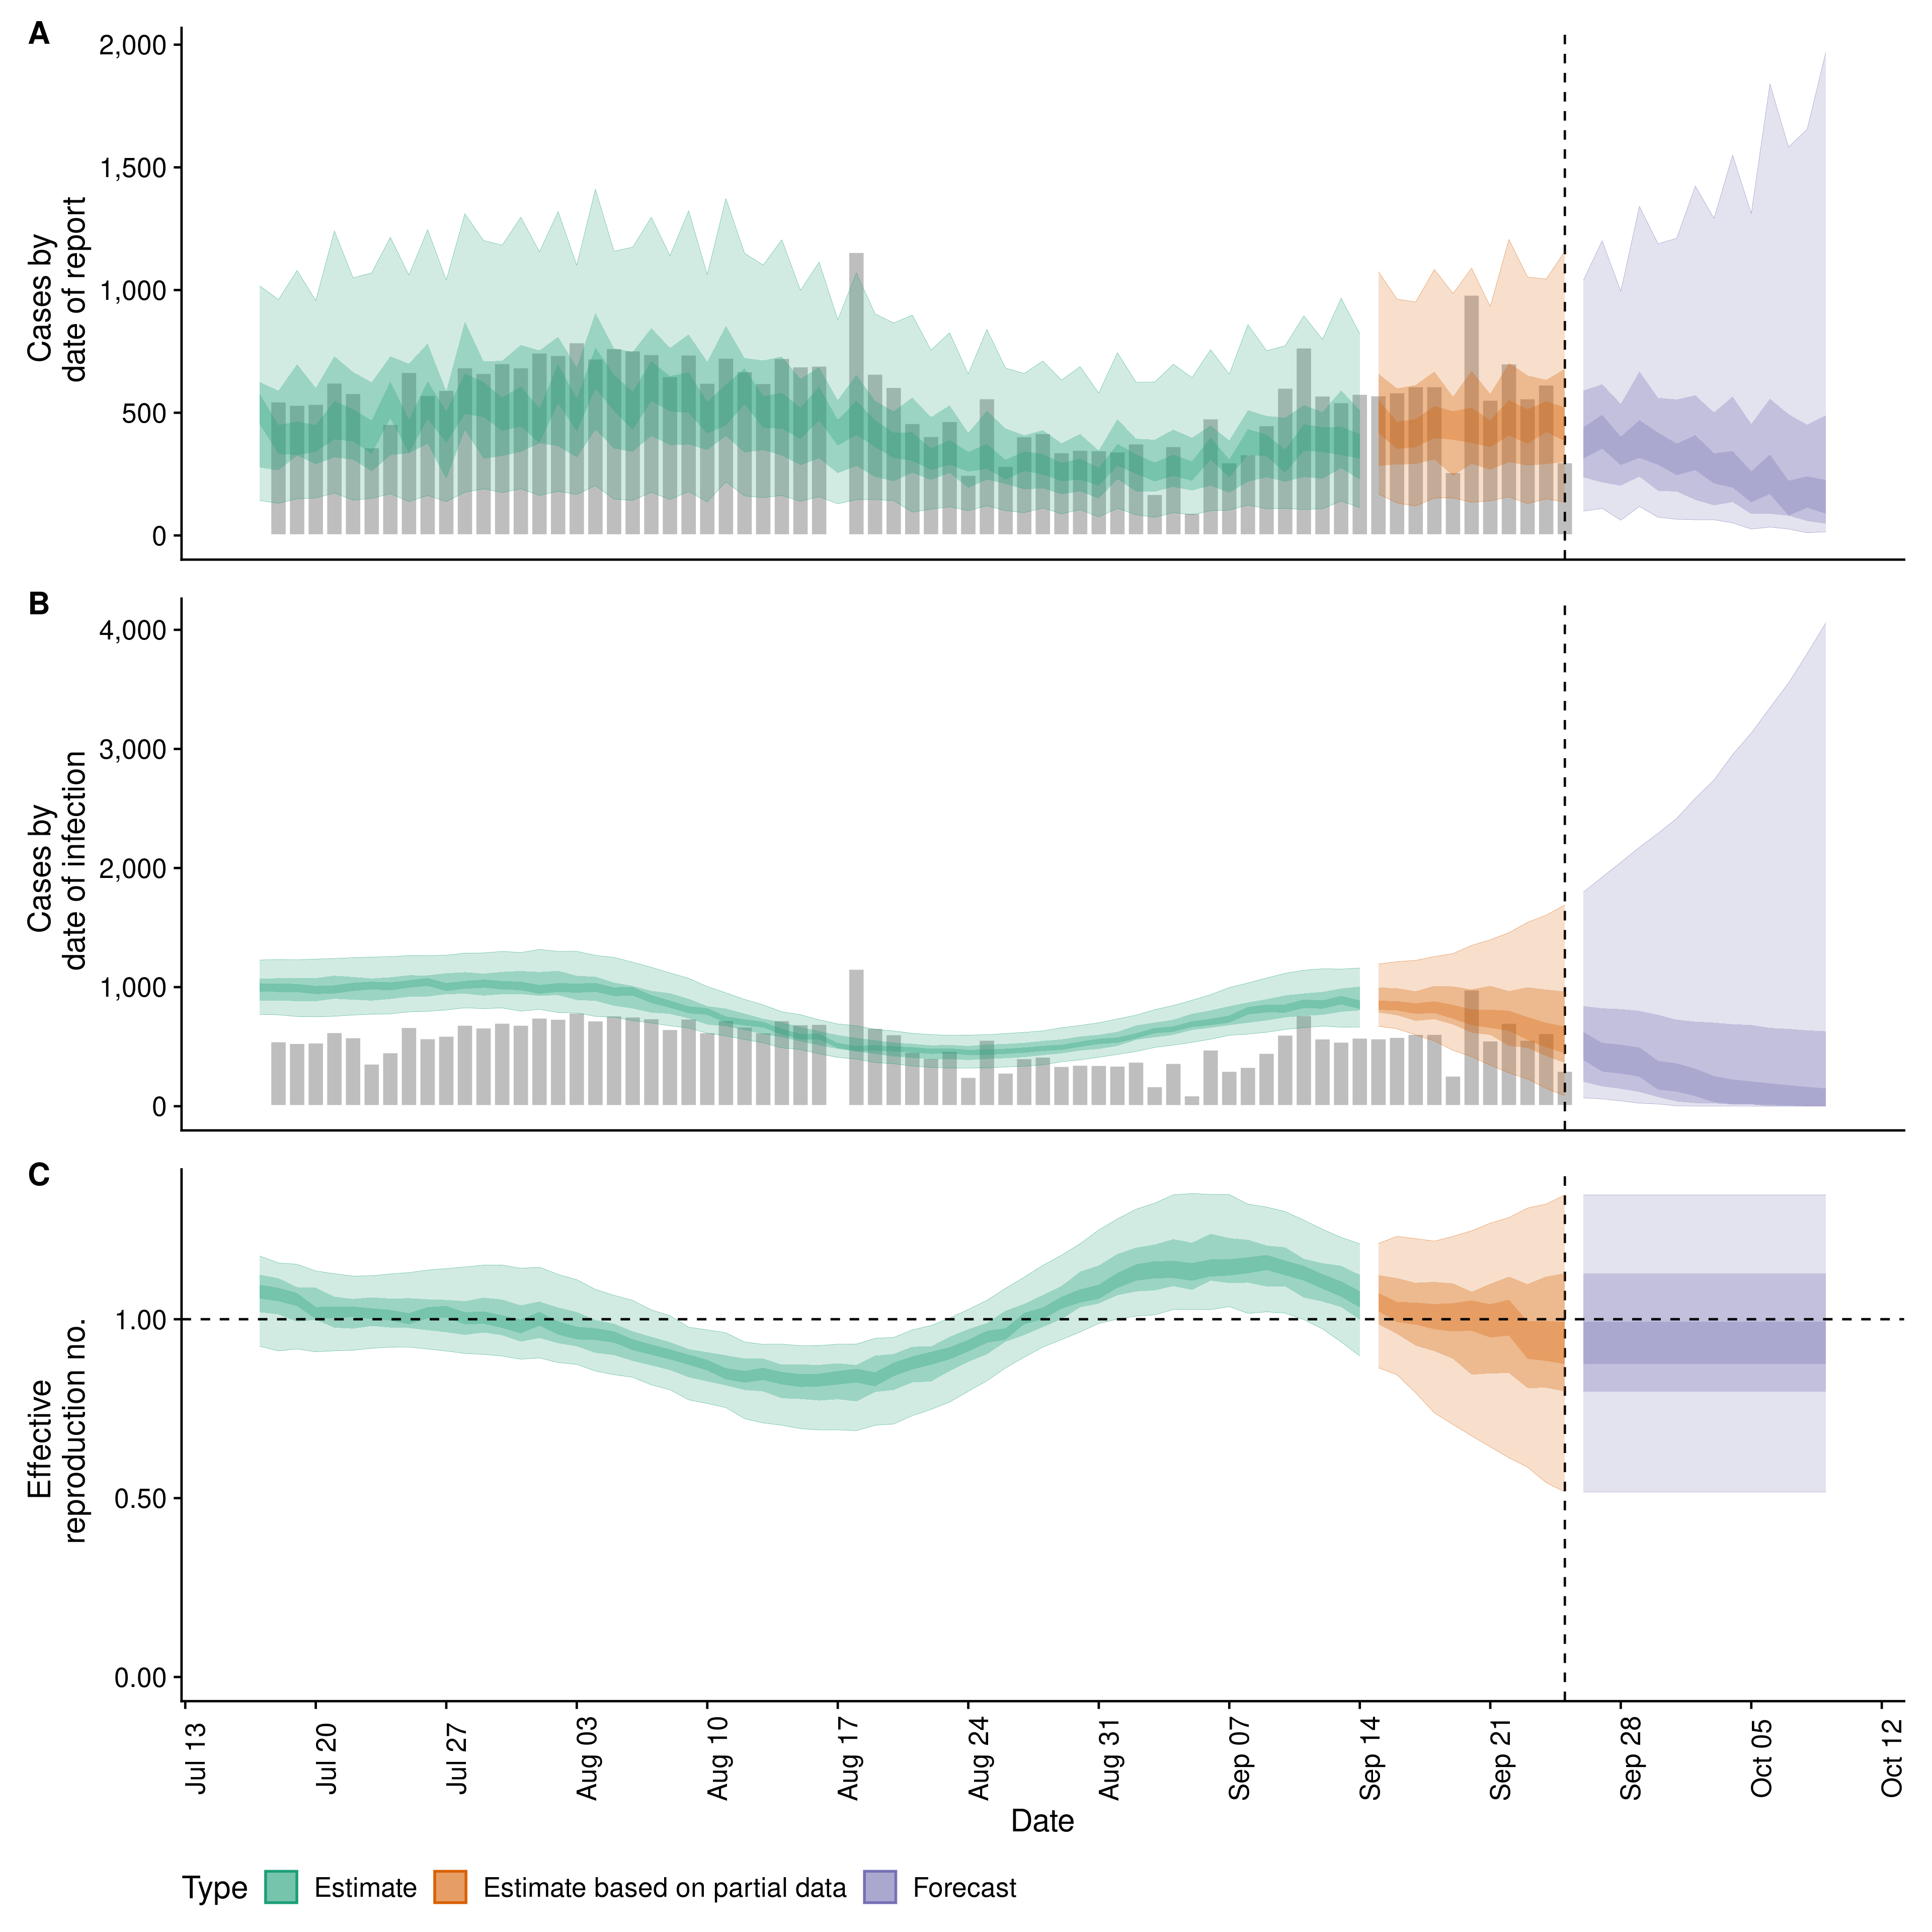 A
2,000
1,500
1,000
500
0
Cases by
date of report
B
4,000
3,000
2,000
1,000
0
Cases by
date of infection
C
1.00
0.50
0.00
Effective
reproduction no.
Jul 13
Jul 20
Jul 27
Aug 03
Aug 10
Aug 17
Aug 24
Aug 31
Sep 07
Sep 14
Sep 21
Sep 28
Oct 05
Oct 12
Date
Type Estimate Estimate based on partial data Forecast